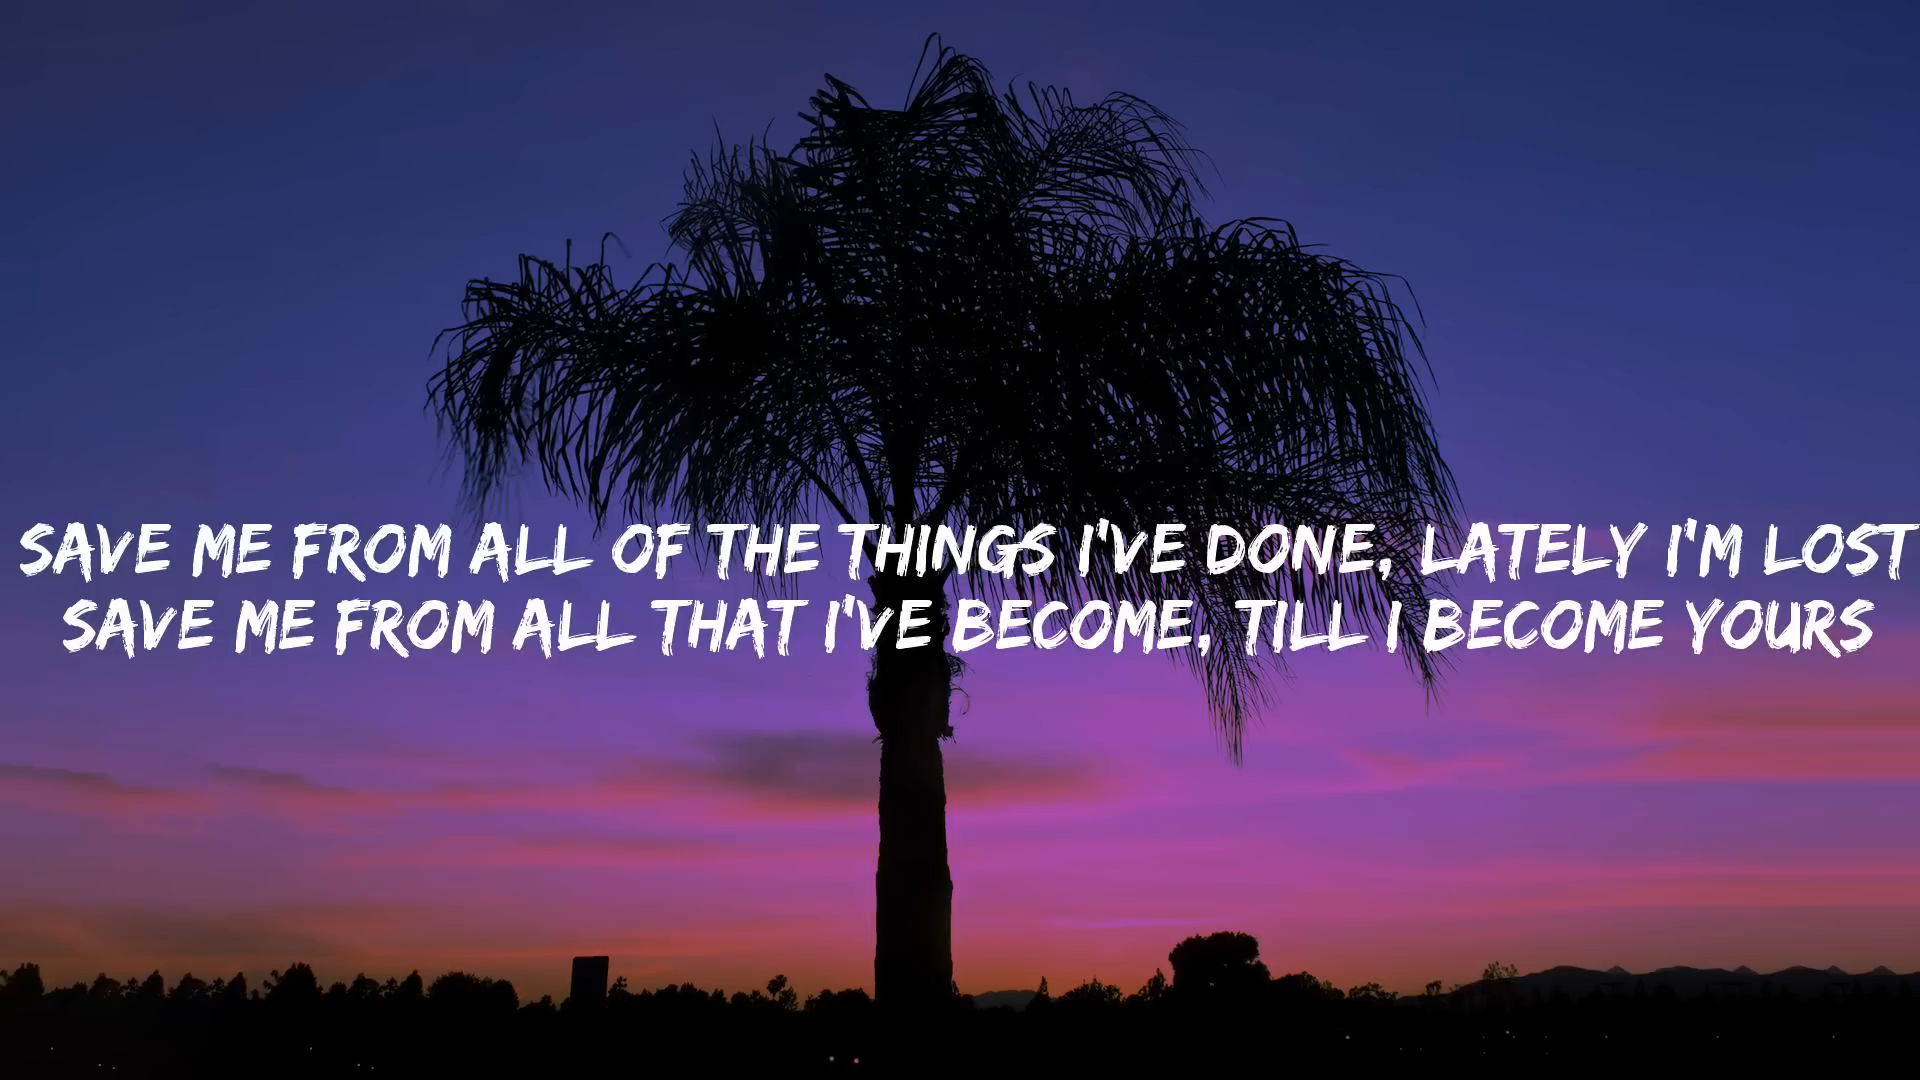 SAVE ME FROM ALL OF THE THINGS I'VE DONE, LATELY I'M LOST
SAVE ME FROM ALL THAT I'VE BECOME, TILL I BECOME YOURS